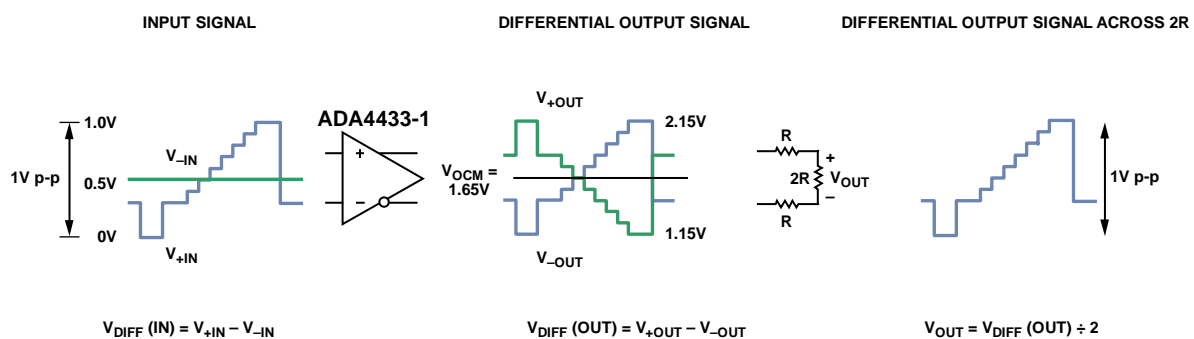 INPUT SIGNAL
DIFFERENTIAL OUTPUT SIGNAL
DIFFERENTIAL OUTPUT SIGNAL ACROSS 2R
1V p-p
1.0V
0.5V
0V
V–IN
V+IN
ADA4433-1
+
–
V+OUT
VOCM =
1.65V
2.15V
1.15V
V–OUT
R
2R
R
+
VOUT
–
1V p-p
VDIFF (IN) = V+IN – V–IN
VDIFF (OUT) = V+OUT – V–OUT
VOUT = VDIFF (OUT) ÷ 2